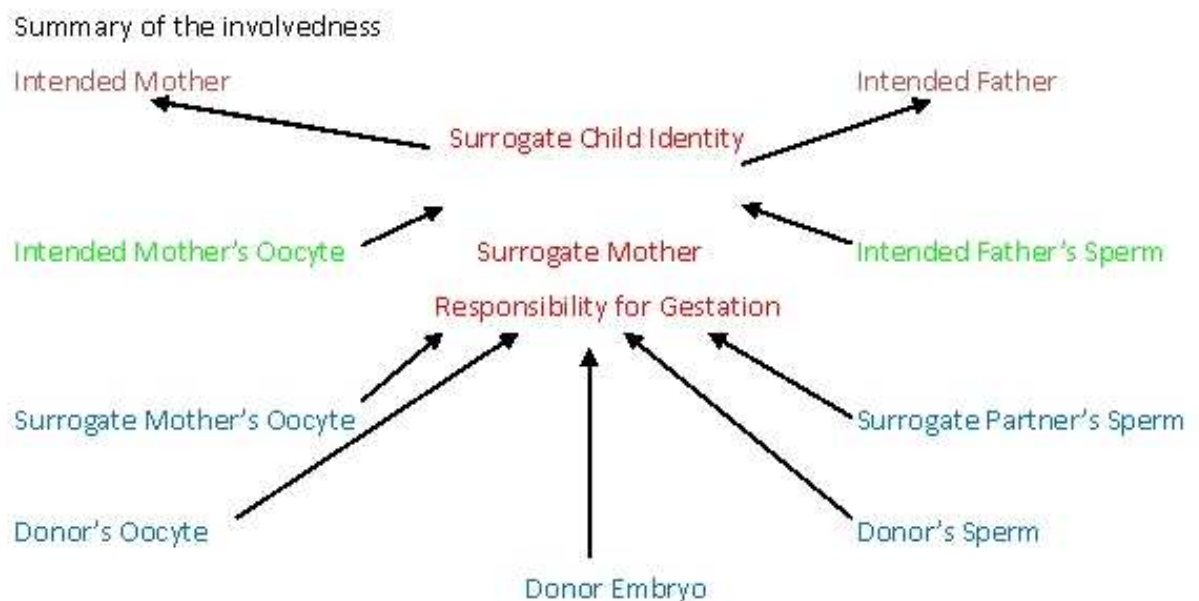 Summary of the involvedness
Intended Mother
Intended Father
Surrogate Child Identity
Intended Mother's Oocyte
Surrogate Mother
Intended Father's Sperm
Responsibility for Gestation
Surrogate Mother's Oocyte
Surrogate Partner's Sperm
Donor's Oocyte
Donor's Sperm
Donor Embryo